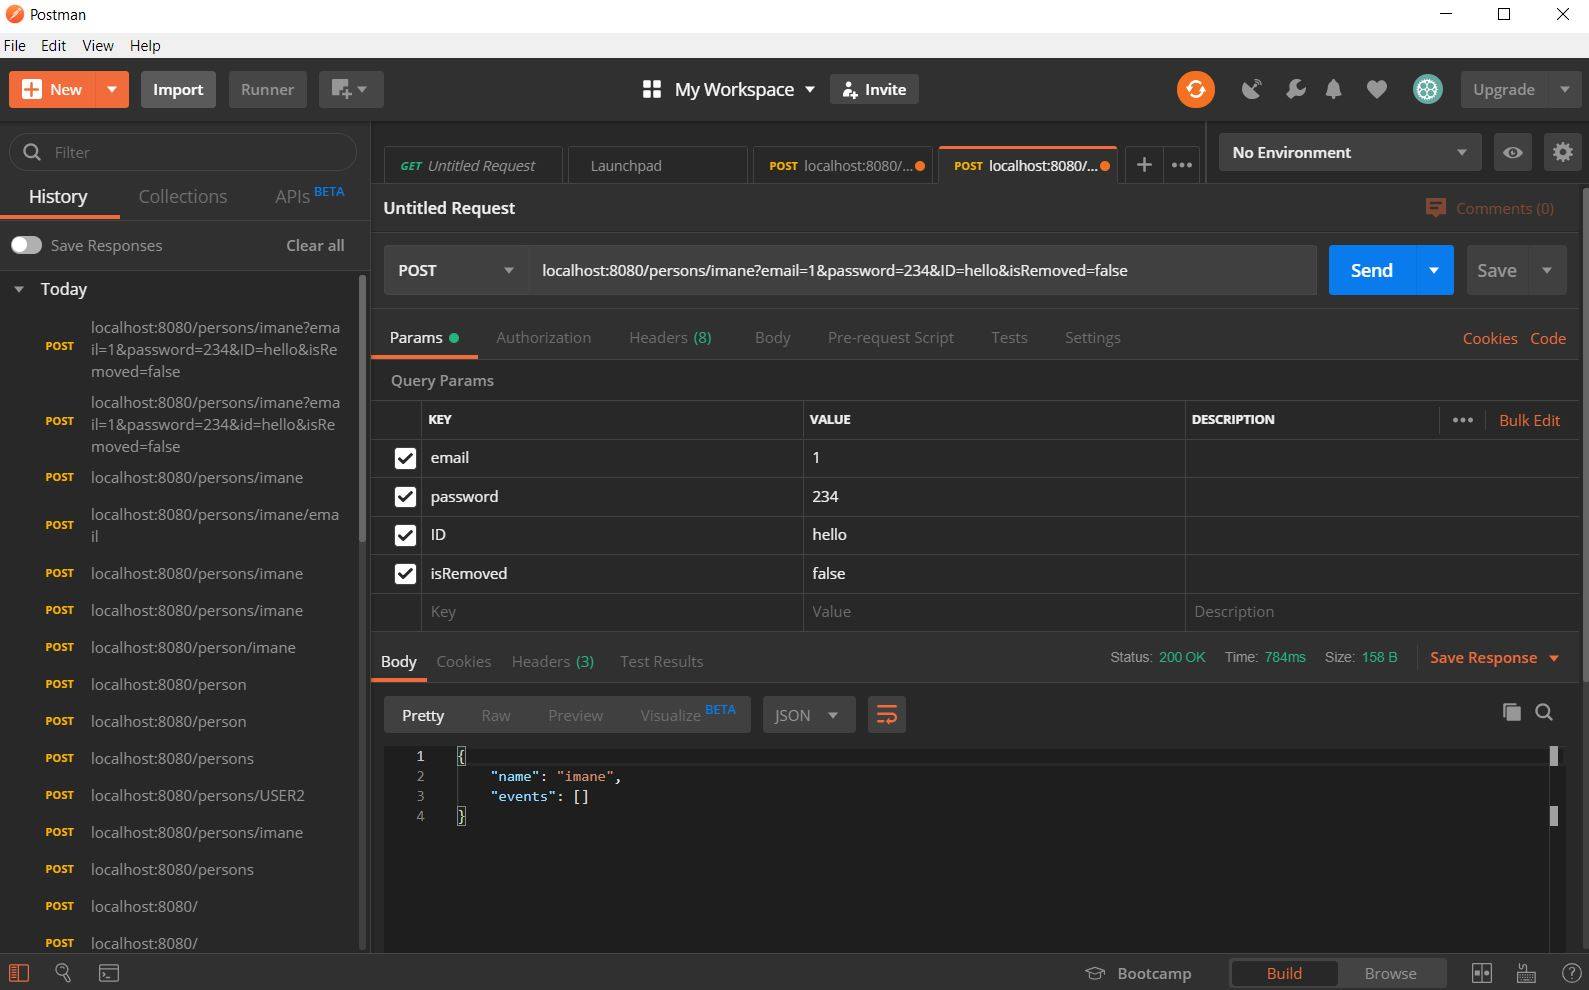 Postman
File Edit View Help
New Import Runner My Workspace Invite Upgrade
Filter
History Collections APIs BETA
Save Responses Clear all
Today
POST localhost:8080/persons/imane?ema
il=1&password=234&ID=hello&isRe
moved=false
POST localhost:8080/persons/imane?ema
il=1&password=234&id=hello&isRe
moved=false
POST localhost:8080/persons/imane
POST localhost:8080/persons/imane/ema
il
POST localhost:8080/persons/imane
POST localhost:8080/persons/imane
POST localhost:8080/person/imane
POST localhost:8080/person
POST localhost:8080/person
POST localhost:8080/persons
POST localhost:8080/persons/USER2
POST localhost:8080/persons/imane
POST localhost:8080/persons
POST localhost:8080/
POST localhost:8080/
GET Untitled Request Launchpad POST localhost:8080/... POST localhost:8080/... + ••• No Environment
Untitled Request Comments (0)
POST localhost:8080/persons/imane?email=1&password=234&ID=hello&isRemoved=false Send Save
Params Authorization Headers (8) Body Pre-request Script Tests Settings Cookies Code
Query Params
KEY VALUE DESCRIPTION ••• Bulk Edit
email 1
password 234
ID hello
isRemoved false
Key Value Description
Body Cookies Headers (3) Test Results Status: 200 OK Time: 784ms Size: 158 B Save Response
Pretty Raw Preview Visualize BETA JSON
1 {
2 "name": "imane",
3 "events": []
4 }
Bootcamp Build Browse ?